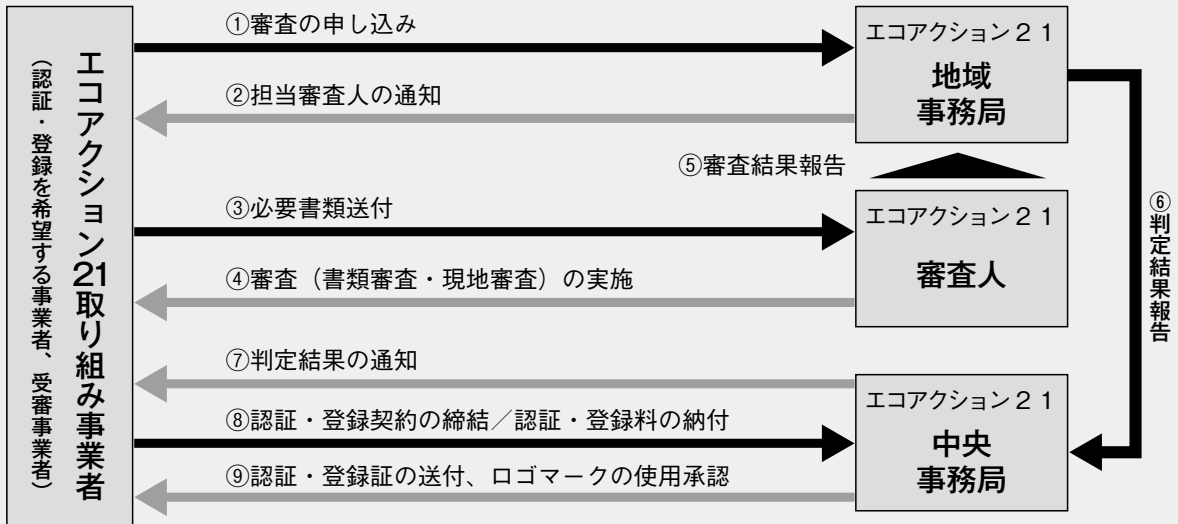 エコアクション21取り組み事業者
（認証・登録を希望する事業者、受審事業者）
①審査の申し込み
②担当審査人の通知
エコアクション２１
地域
事務局
⑤審査結果報告
③必要書類送付
④審査（書類審査・現地審査）の実施
エコアクション２１
審査人
⑥判定結果報告
⑦判定結果の通知
⑧認証・登録契約の締結／認証・登録料の納付
⑨認証・登録証の送付、ロゴマークの使用承認
エコアクション２１
中央
事務局